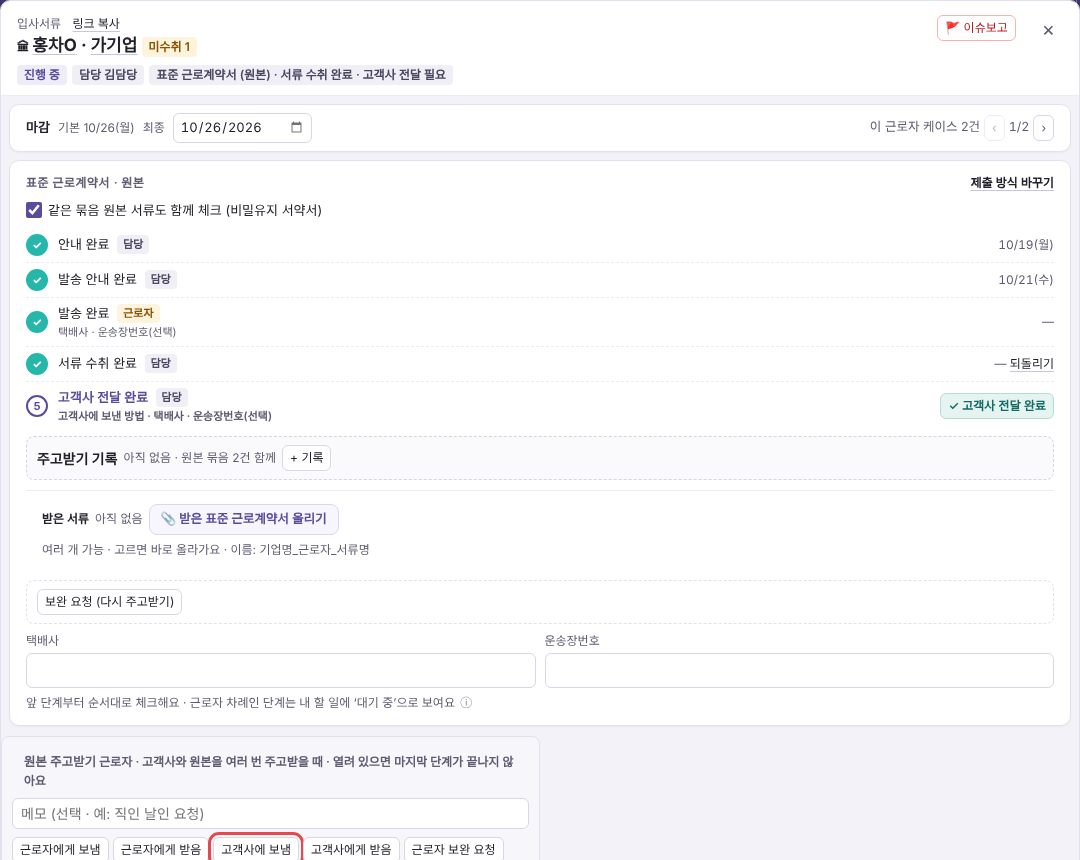 입사서류 링크 복사
홍차O · 가기업 미수취 1
🚩 이슈보고 ✕
진행 중 담당 김담당 표준 근로계약서 (원본) · 서류 수취 완료 · 고객사 전달 필요
마감 기본 10/26(월) 최종 10/26/2026 이 근로자 케이스 2건 ‹ 1/2 ›
표준 근로계약서 · 원본 제출 방식 바꾸기
같은 묶음 원본 서류도 함께 체크 (비밀유지 서약서)
안내 완료 담당 10/19(월)
발송 안내 완료 담당 10/21(수)
발송 완료 근로자 —
택배사 · 운송장번호(선택)
서류 수취 완료 담당 — 되돌리기
5 고객사 전달 완료 담당 ✓ 고객사 전달 완료
고객사에 보낸 방법 · 택배사 · 운송장번호(선택)
주고받기 기록 아직 없음 · 원본 묶음 2건 함께 + 기록
받은 서류 아직 없음 📎 받은 표준 근로계약서 올리기
여러 개 가능 · 고르면 바로 올라가요 · 이름: 기업명_근로자_서류명
보완 요청 (다시 주고받기)
택배사 운송장번호
앞 단계부터 순서대로 체크해요 · 근로자 차례인 단계는 내 할 일에 ‘대기 중’으로 보여요 ⓘ
원본 주고받기 근로자 · 고객사와 원본을 여러 번 주고받을 때 · 열려 있으면 마지막 단계가 끝나지 않
아요
메모 (선택 · 예: 직인 날인 요청)
근로자에게 보냄 근로자에게 받음 고객사에 보냄 고객사에게 받음 근로자 보완 요청